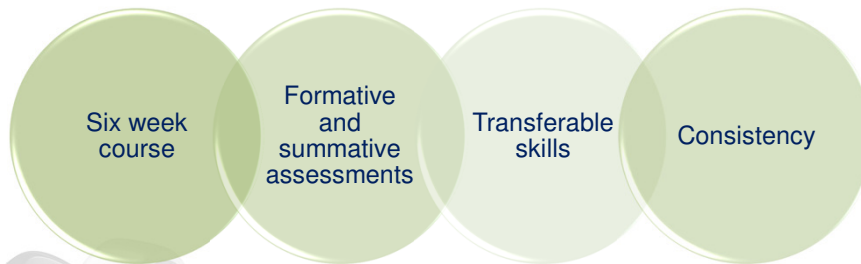 Six week
course
Formative
and
summative
assessments
Transferable
skills
Consistency